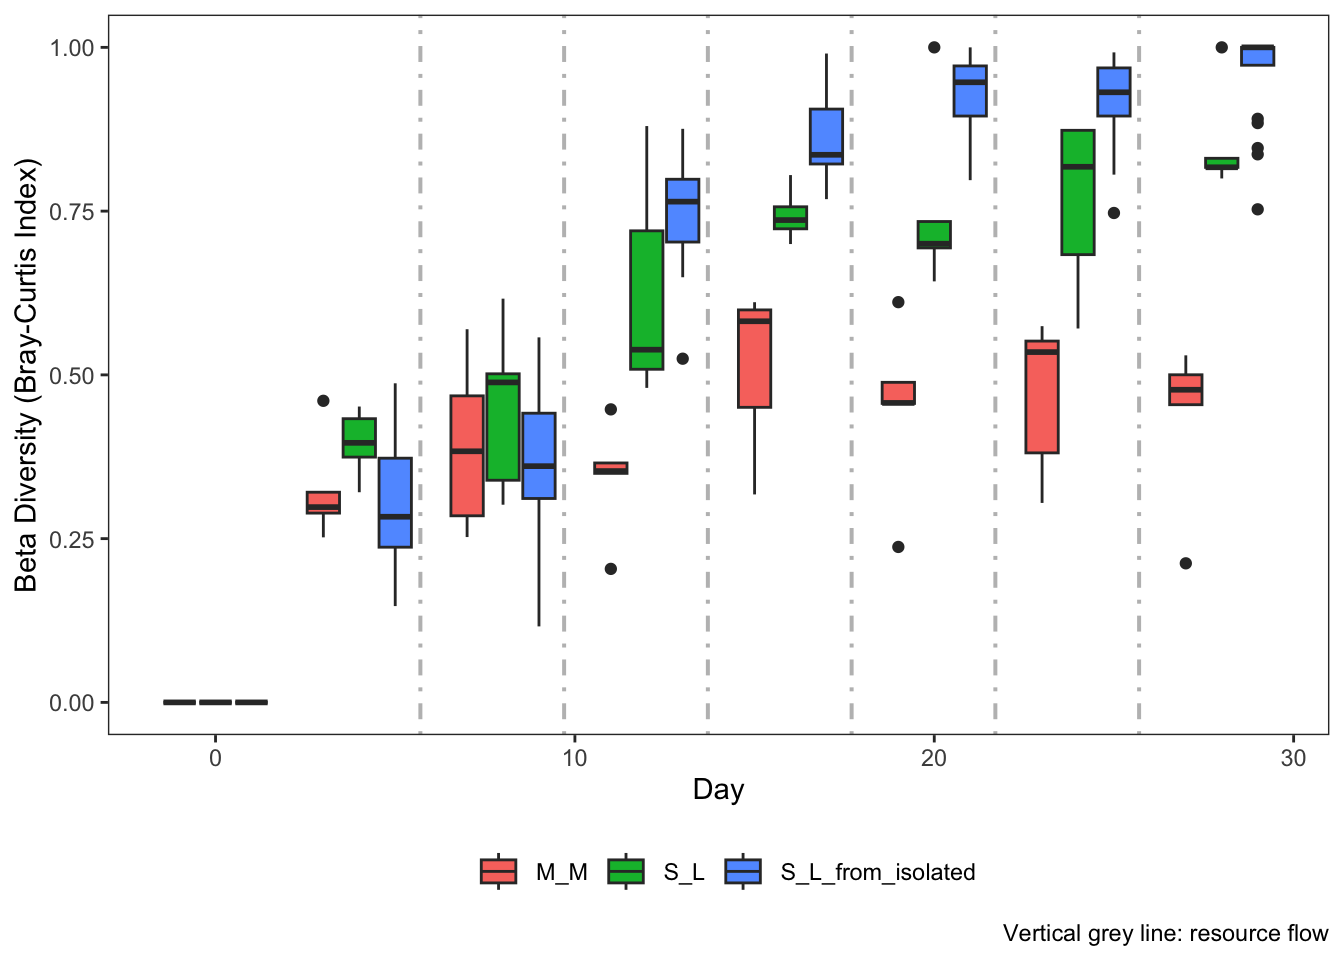 Beta Diversity (Bray-Curtis Index)
1.00
0.75
0.50
0.25
0.00
0 10 20 30
Day
M_M S_L S_L_from_isolated
Vertical grey line: resource flow